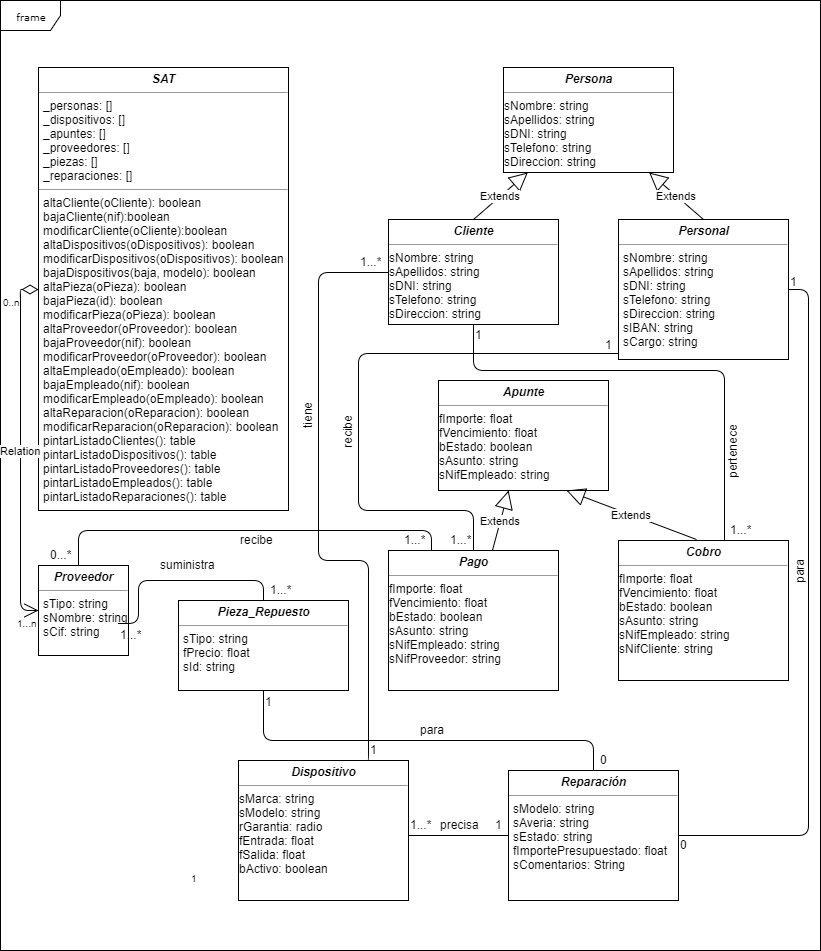 frame
SAT
_personas: []
_dispositivos: []
_apuntes: []
_proveedores: []
_piezas: []
_reparaciones: []
altaCliente(oCliente): boolean
bajaCliente(nif):boolean
modificarCliente(oCliente):boolean
altaDispositivos(oDispositivos): boolean
modificarDispositivos(oDispositivos): boolean
bajaDispositivos(baja, modelo): boolean
altaPieza(oPieza): boolean
bajaPieza(id): boolean
modificarPieza(oPieza): boolean
altaProveedor(oProveedor): boolean
bajaProveedor(nif): boolean
modificarProveedor(oProveedor): boolean
altaEmpleado(oEmpleado): boolean
bajaEmpleado(nif): boolean
modificarEmpleado(oEmpleado): boolean
altaReparacion(oReparacion): boolean
modificarReparacion(oReparacion): boolean
pintarListadoClientes(): table
pintarListadoDispositivos(): table
pintarListadoProveedores(): table
pintarListadoEmpleados(): table
pintarListadoReparaciones(): table
Persona
sNombre: string
sApellidos: string
sDNI: string
sTelefono: string
sDireccion: string
Extends
Extends
Cliente
sNombre: string
sApellidos: string
sDNI: string
sTelefono: string
sDireccion: string
Personal
sNombre: string
sApellidos: string
sDNI: string
sTelefono: string
sDireccion: string
sIBAN: string
sCargo: string
1...*
1
0..n
1
1
Apunte
fImporte: float
fVencimiento: float
bEstado: boolean
sAsunto: string
sNifEmpleado: string
tiene
recibe
pertenece
Relation
Extends
Extends
recibe
0...*
1...*
1...*
1...*
Proveedor
sTipo: string
sNombre: string
sCif: string
1...n
1...*
suministra
1...*
Pieza_Repuesto
sTipo: string
fPrecio: float
sId: string
Pago
fImporte: float
fVencimiento: float
bEstado: boolean
sAsunto: string
sNifEmpleado: string
sNifProveedor: string
Cobro
fImporte: float
fVencimiento: float
bEstado: boolean
sAsunto: string
sNifEmpleado: string
sNifCliente: string
para
1
para
1
0
Dispositivo
sMarca: string
sModelo: string
rGarantia: radio
fEntrada: float
fSalida: float
bActivo: boolean
1...*
precisa
1
Reparación
sModelo: string
sAveria: string
sEstado: string
fImportePresupuestado: float
sComentarios: String
0
1